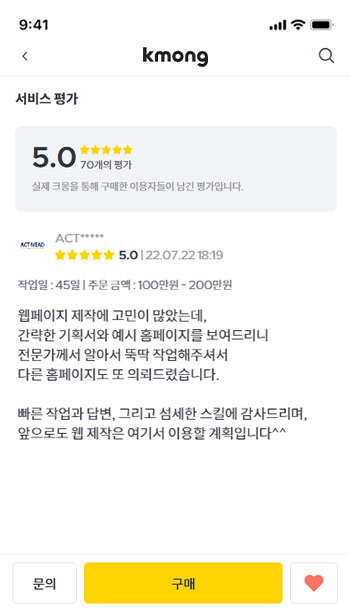 9:41
kmong
서비스 평가
5.0
70개의 평가
실제 크몽을 통해 구매한 이용자들이 남긴 평가입니다.
ACT*****
5.0 | 22.07.22 18:19
작업일 : 45일 | 주문 금액 : 100만원 - 200만원
웹페이지 제작에 고민이 많았는데,
간략한 기획서와 예시 홈페이지를 보여드리니
전문가께서 알아서 뚝딱 작업해주셔서
다른 홈페이지도 또 의뢰드렸습니다.
빠른 작업과 답변, 그리고 섬세한 스킬에 감사드리며,
앞으로도 웹 제작은 여기서 이용할 계획입니다^^
문의
구매